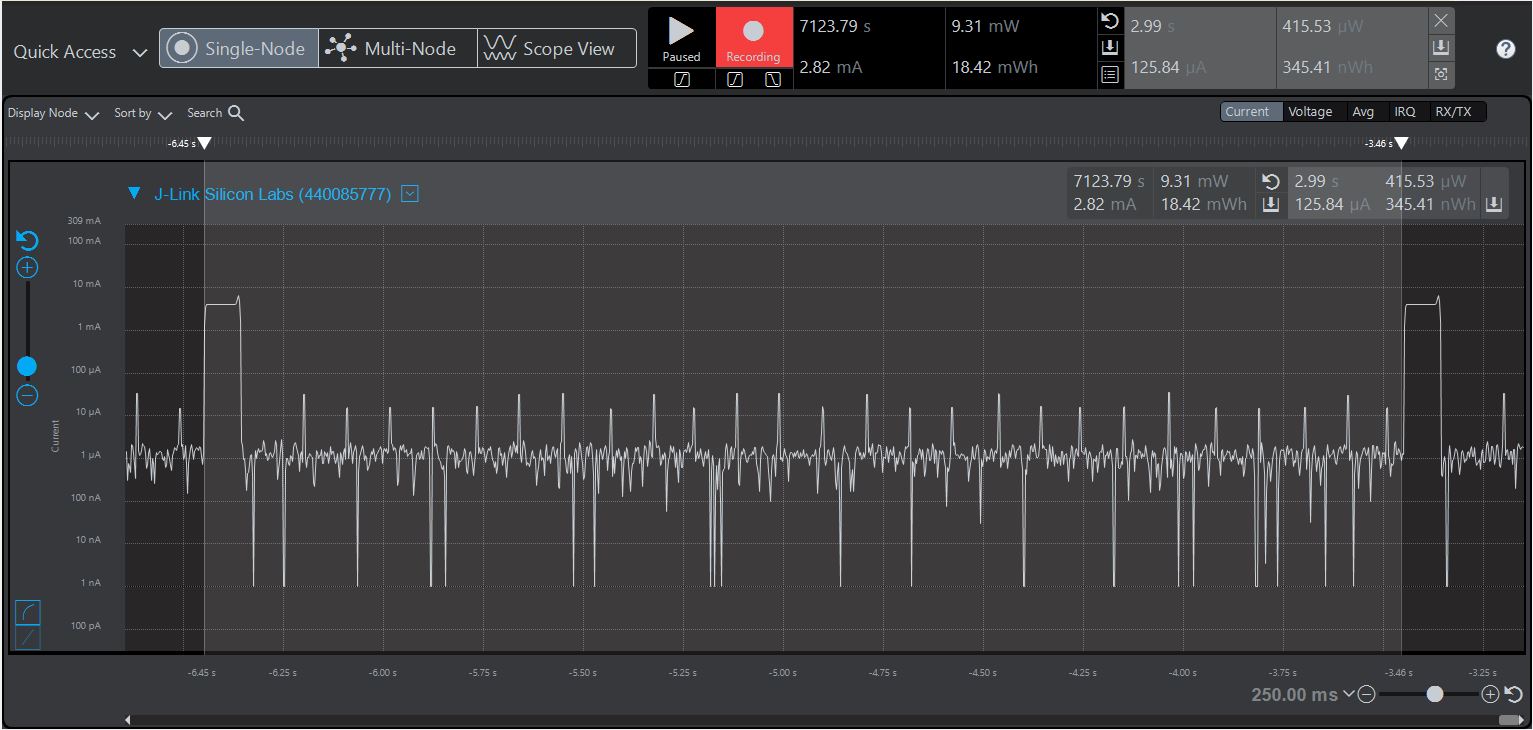 Quick Access
Single-Node
Multi-Node
Scope View
Paused
Recording
7123.79 s
9.31 mW
2.82 mA
18.42 mWh
2.99 s
415.53 µW
125.84 µA
345.41 nWh
?
Display Node
Sort by
Search
Current
Voltage
Avg
IRQ
RX/TX
-6.45 s
-3.46 s
J-Link Silicon Labs (440085777)
7123.79 s
9.31 mW
2.82 mA
18.42 mWh
2.99 s
415.53 µW
125.84 µA
345.41 nWh
309 mA
100 mA
10 mA
1 mA
100 µA
10 µA
1 µA
100 nA
10 nA
1 nA
100 pA
Current
-6.45 s
-6.25 s
-6.00 s
-5.75 s
-5.50 s
-5.25 s
-5.00 s
-4.75 s
-4.50 s
-4.25 s
-4.00 s
-3.75 s
-3.46 s
-3.25 s
250.00 ms